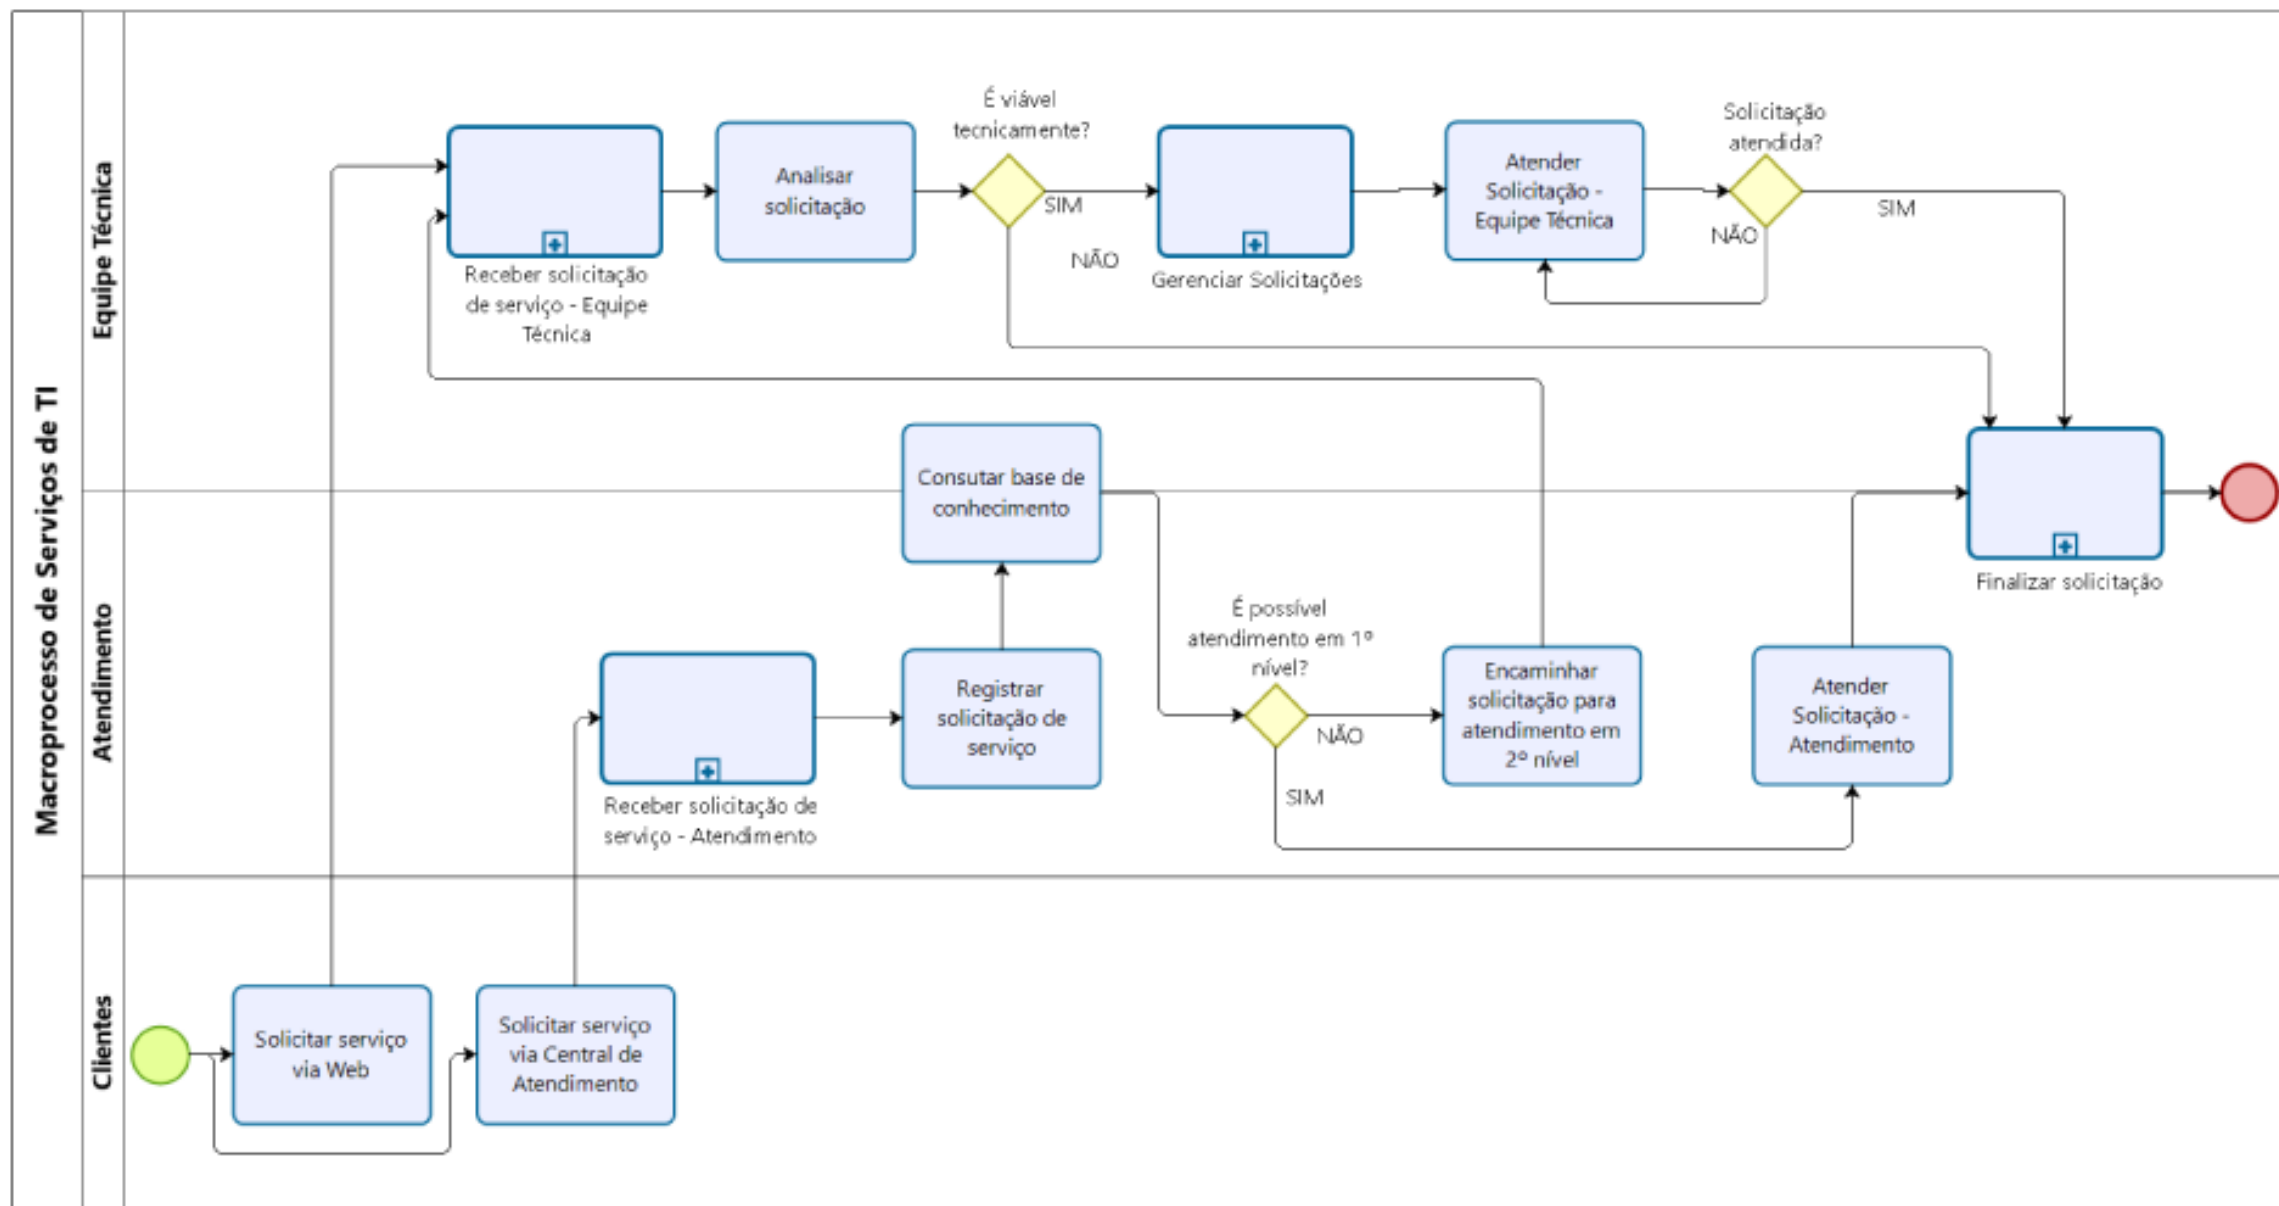 Macroprocesso de Serviços de TI
Equipe Técnica
Receber solicitação
de serviço - Equipe
Técnica
Analisar
solicitação
É viável
tecnicamente?
SIM
NÃO
Gerenciar Solicitações
Atender
Solicitação -
Equipe Técnica
Solicitação
atendida?
NÃO
SIM
Atendimento
Receber solicitação de
serviço - Atendimento
Registrar
solicitação de
serviço
Consutar base de
conhecimento
É possível
atendimento em 1º
nível?
NÃO
SIM
Encaminhar
solicitação para
atendimento em
2º nível
Atender
Solicitação -
Atendimento
Finalizar solicitação
Clientes
Solicitar serviço
via Web
Solicitar serviço
via Central de
Atendimento